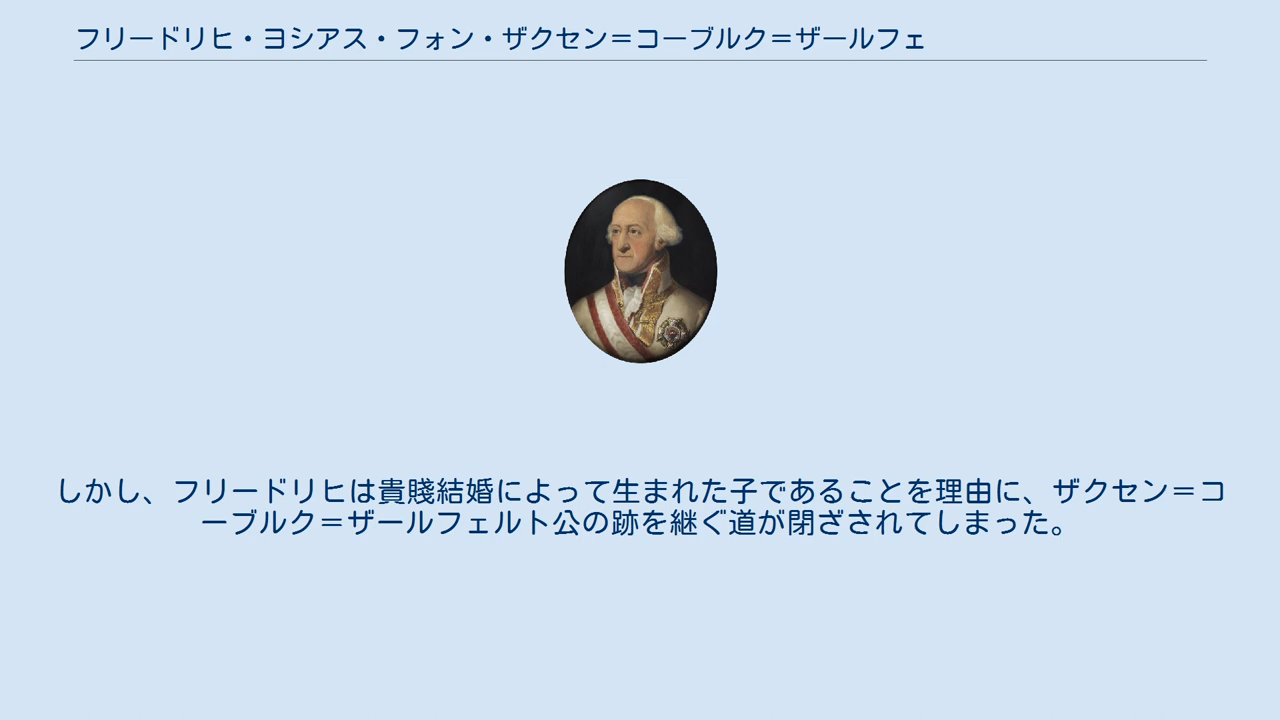 フリードリヒ・ヨシアス・フォン・ザクセン＝コーブルク＝ザールフェ
しかし、フリードリヒは貴賤結婚によって生まれた子であることを理由に、ザクセン＝コ
ーブルク＝ザールフェルト公の跡を継ぐ道が閉ざされてしまった。